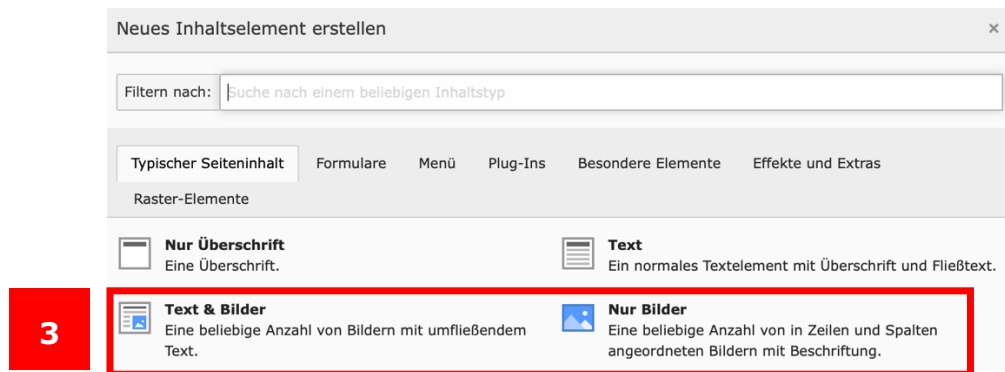 Neues Inhaltselement erstellen ×
Filtern nach: Suche nach einem beliebigen Inhaltstyp
Typischer Seiteninhalt Formulare Menü Plug-Ins Besondere Elemente Effekte und Extras
Raster-Elemente
Nur Überschrift
Eine Überschrift.
Text
Ein normales Textelement mit Überschrift und Fließtext.
3
Text & Bilder
Eine beliebige Anzahl von Bildern mit umfließendem
Text.
Nur Bilder
Eine beliebige Anzahl von in Zeilen und Spalten
angeordneten Bildern mit Beschriftung.